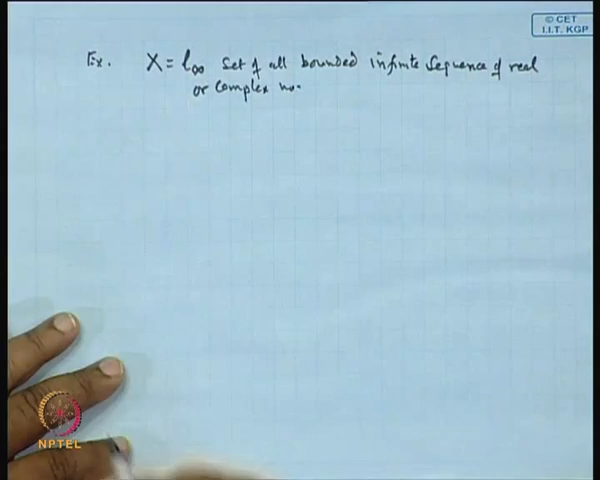 © CET
I.I.T. KGP
Ex. X = l∞ set of all bounded infinite sequence of real
or complex no.
NPTEL